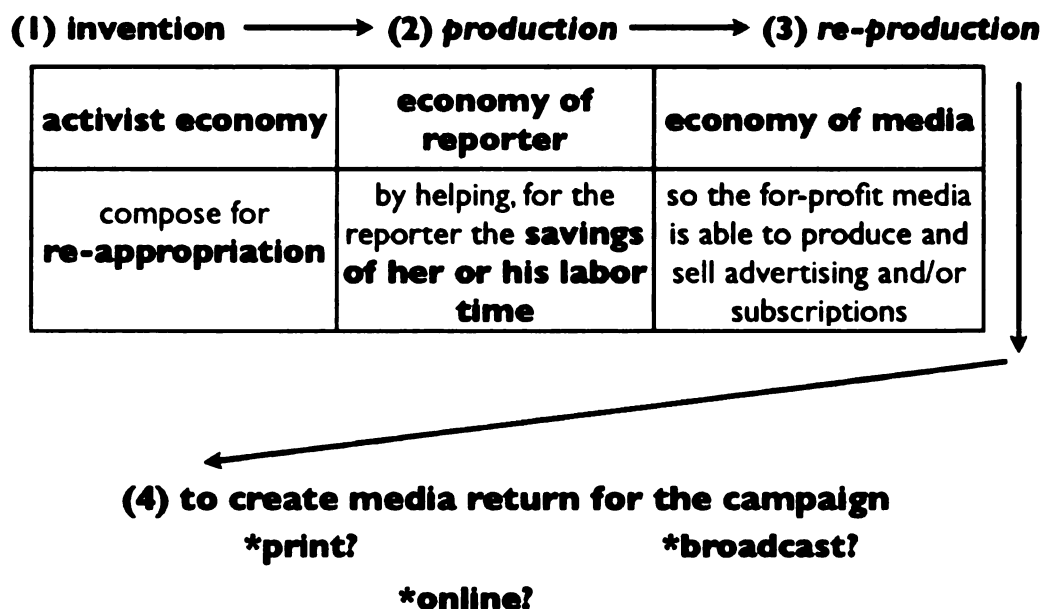 (1) invention (2) production (3) re-production
activist economy
economy of
reporter
economy of media
compose for
re-appropriation
by helping, for the
reporter the savings
of her or his labor
time
so the for-profit media
is able to produce and
sell advertising and/or
subscriptions
(4) to create media return for the campaign
*print? *broadcast?
*online?